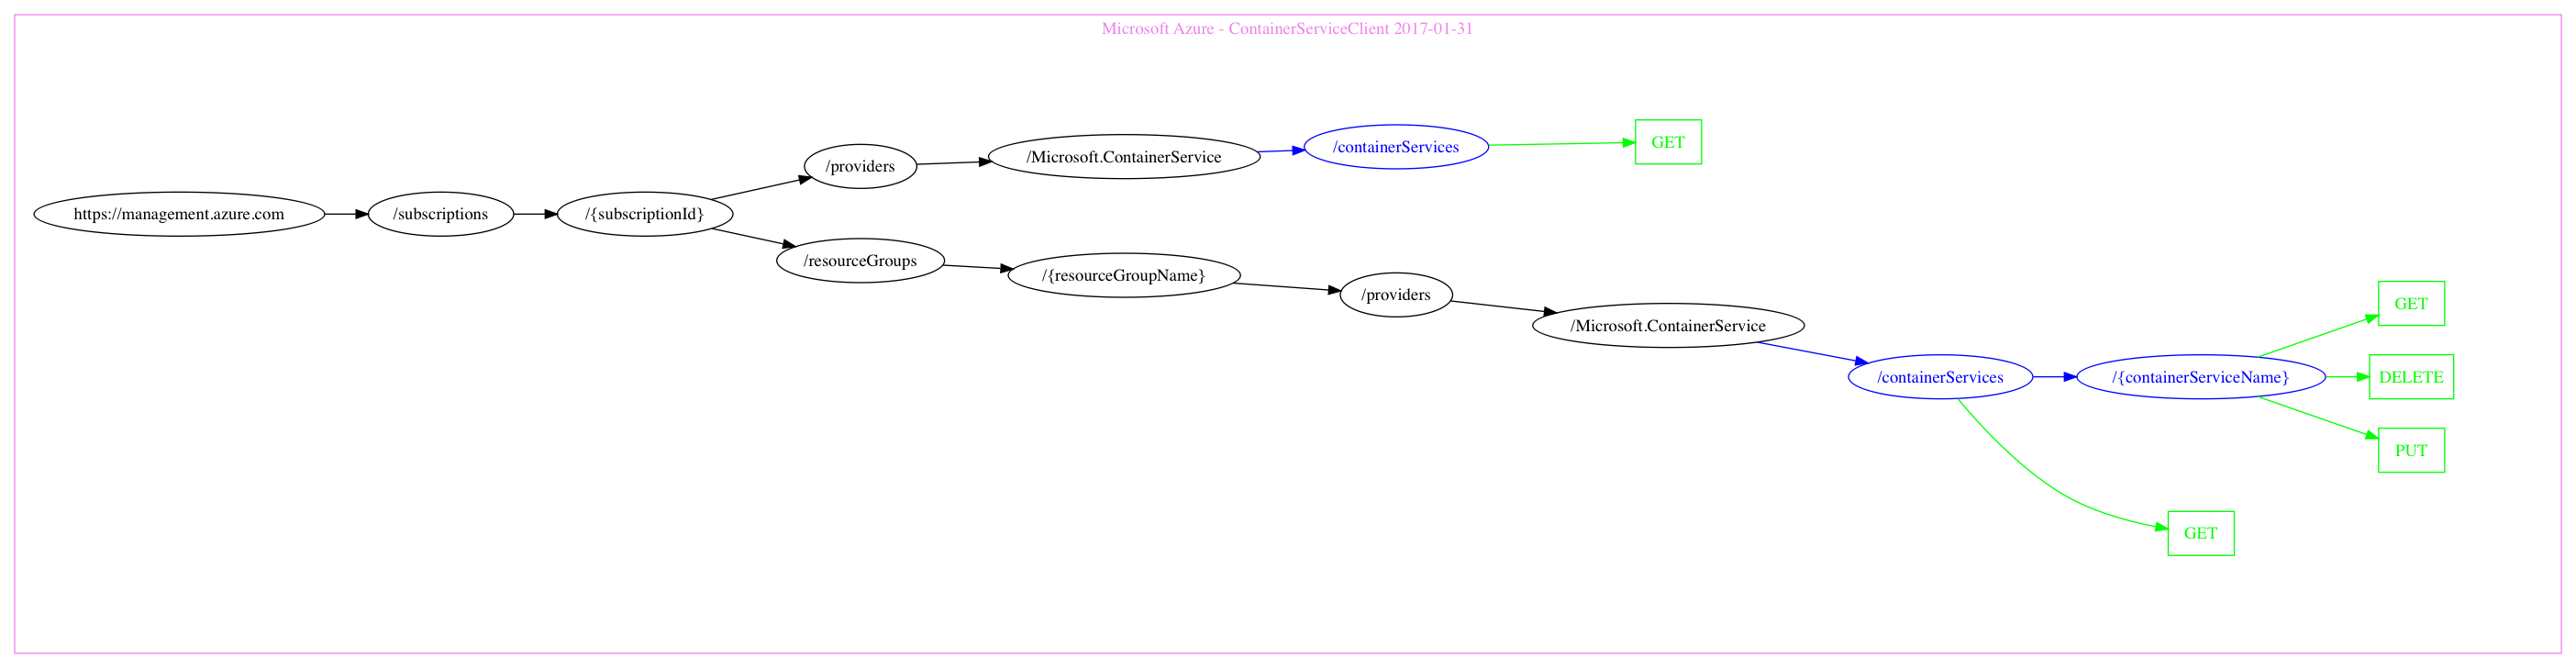 Microsoft Azure - ContainerServiceClient 2017-01-31
https://management.azure.com
/subscriptions
/{subscriptionId}
/providers
/Microsoft.ContainerService
/containerServices
GET
/resourceGroups
/{resourceGroupName}
/providers
/Microsoft.ContainerService
/containerServices
/{containerServiceName}
GET
DELETE
PUT
GET